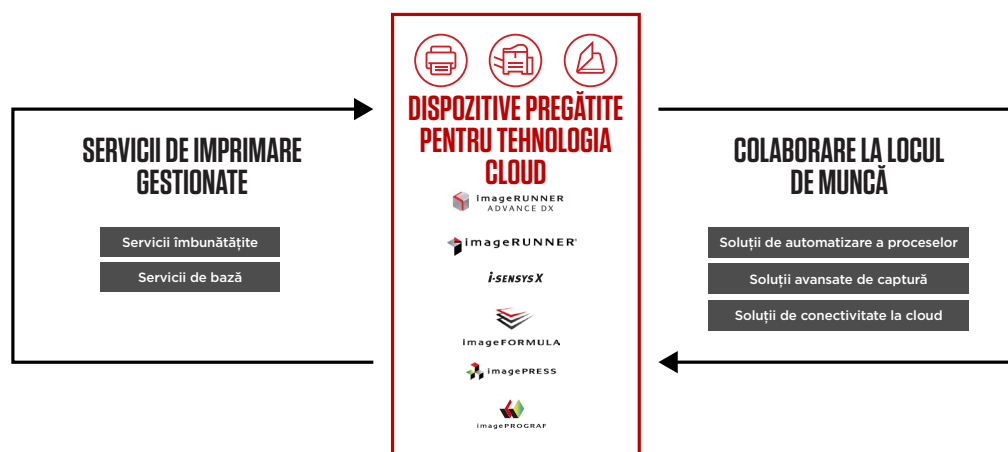 SERVICII DE IMPRIMARE
GESTIONATE
Servicii îmbunătățite
Servicii de bază
DISPOZITIVE PREGĂTITE
PENTRU TEHNOLOGIA
CLOUD
imageRUNNER
ADVANCE DX
imageRUNNER®
i-SENSYS X
imageFORMULA
imagePRESS
imagePROGRAF
COLABORARE LA LOCUL
DE MUNCĂ
Soluții de automatizare a proceselor
Soluții avansate de captură
Soluții de conectivitate la cloud